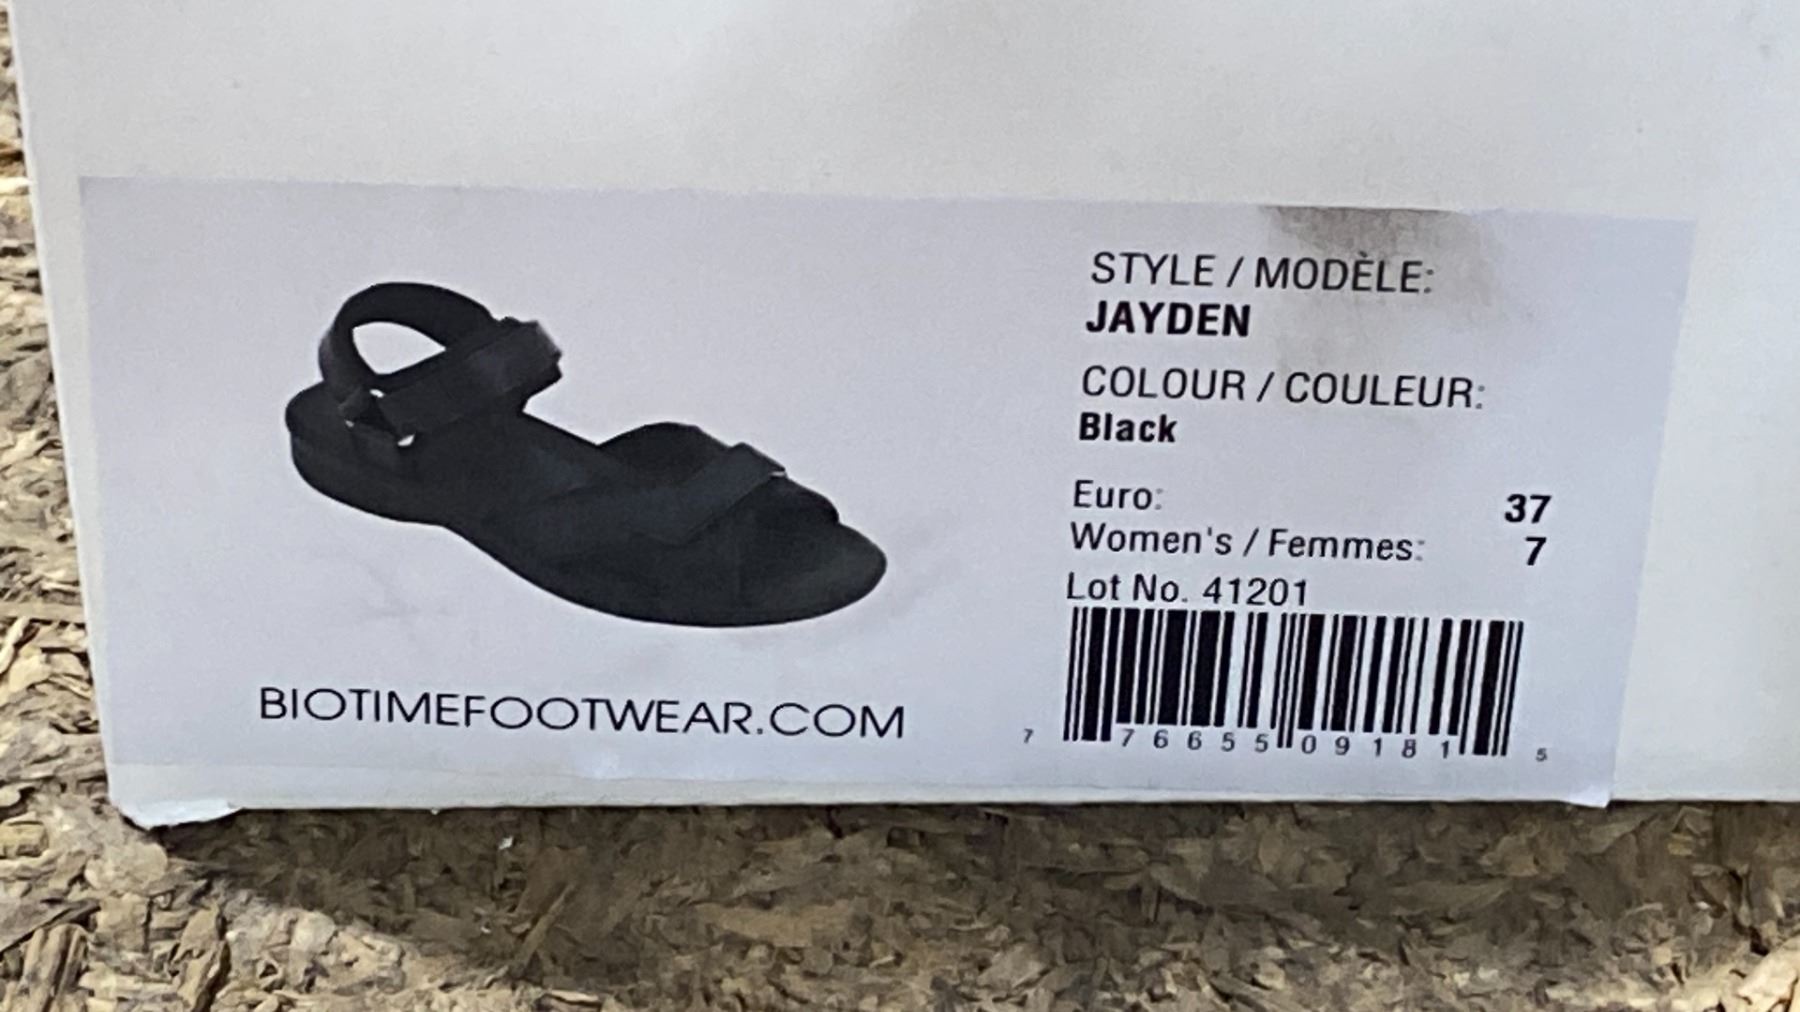 STYLE / MODÈLE:
JAYDEN
COLOUR / COULEUR:
Black
Euro: 37
Women's / Femmes: 7
Lot No. 41201
7 76655 09181 5
BIOTIMEFOOTWEAR.COM